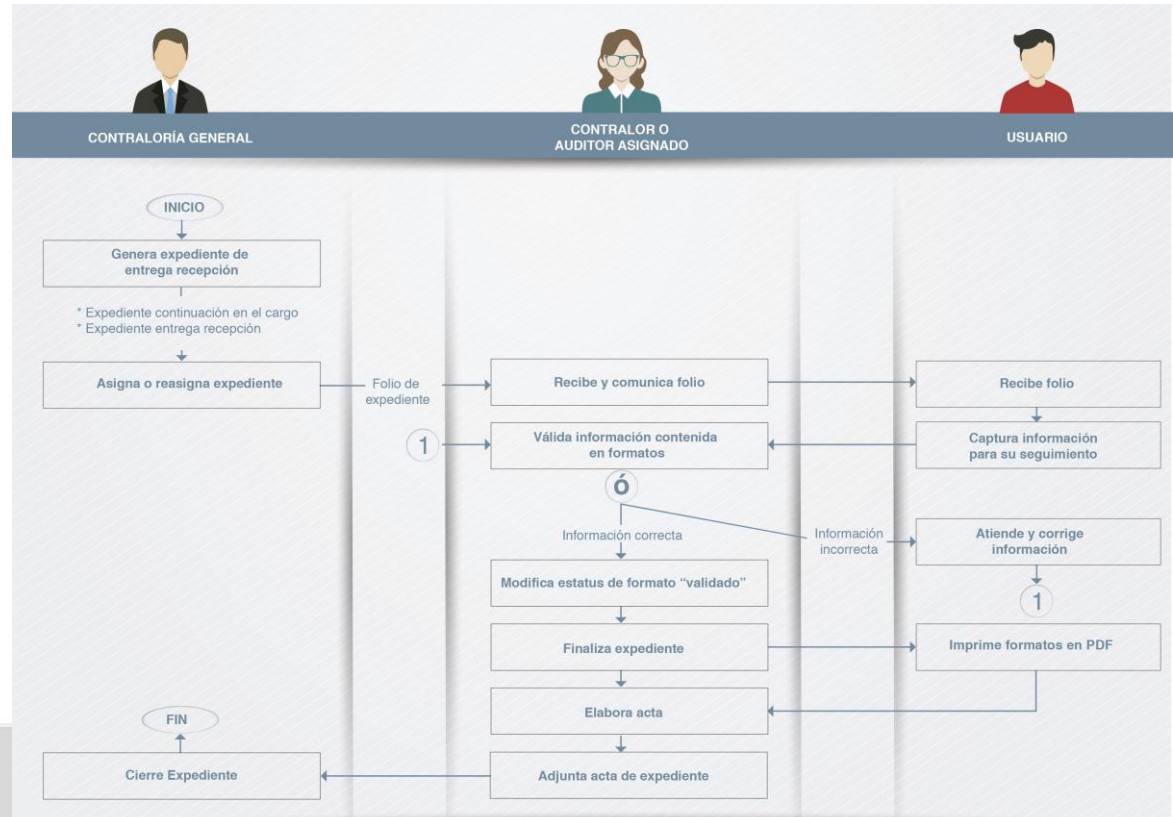 CONTRALORÍA GENERAL
CONTRALOR O
AUDITOR ASIGNADO
USUARIO
INICIO
Genera expediente de
entrega recepción
* Expediente continuación en el cargo
* Expediente entrega recepción
Asigna o reasigna expediente
Folio de
expediente
Recibe y comunica folio
Recibe folio
1
Válida información contenida
en formatos
Captura información
para su seguimiento
ó
Información correcta
Información
incorrecta
Atiende y corrige
información
Modifica estatus de formato “validado”
1
Finaliza expediente
Imprime formatos en PDF
Elabora acta
FIN
Cierre Expediente
Adjunta acta de expediente